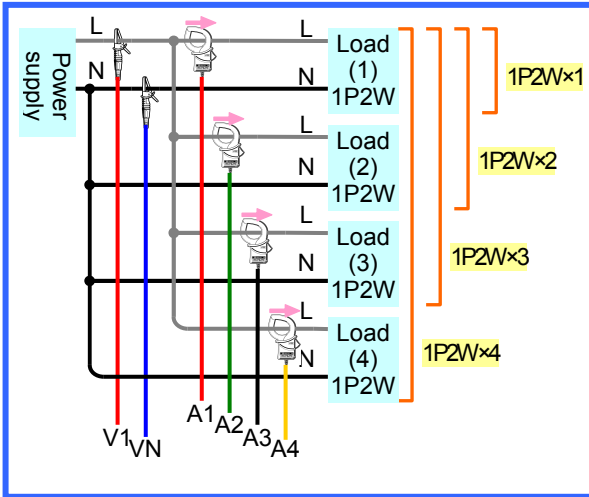 Power
supply
L
N
L
N
Load
(1)
1P2W
L
N
Load
(2)
1P2W
L
N
Load
(3)
1P2W
L
N
Load
(4)
1P2W
1P2W×1
1P2W×2
1P2W×3
1P2W×4
V1
VN
A1
A2
A3
A4